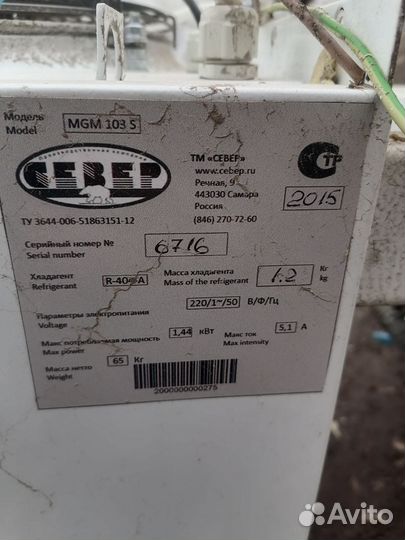 Модель
Model
MGM 103 S
Производственная компания
СЕВЕР
ТУ 3644-006-51863151-12
ТМ «СЕВЕР»
www.cebep.ru
Речная, 9
443030 Самара
Россия
(846) 270-72-60
СТР
2015
Серийный номер №
Serial number
6716
Хладагент
Refrigerant
Масса хладагента
Mass of the refrigerant
1.2
Кг
kg
Параметры электропитания
Voltage
220/1~/50
В/Ф/Гц
Макс потребляемая мощность
Max power
1,44
кВт
Макс ток
Max intensity
5,1
А
Масса нетто
Weight
65
Кг
2000000000275
Avito